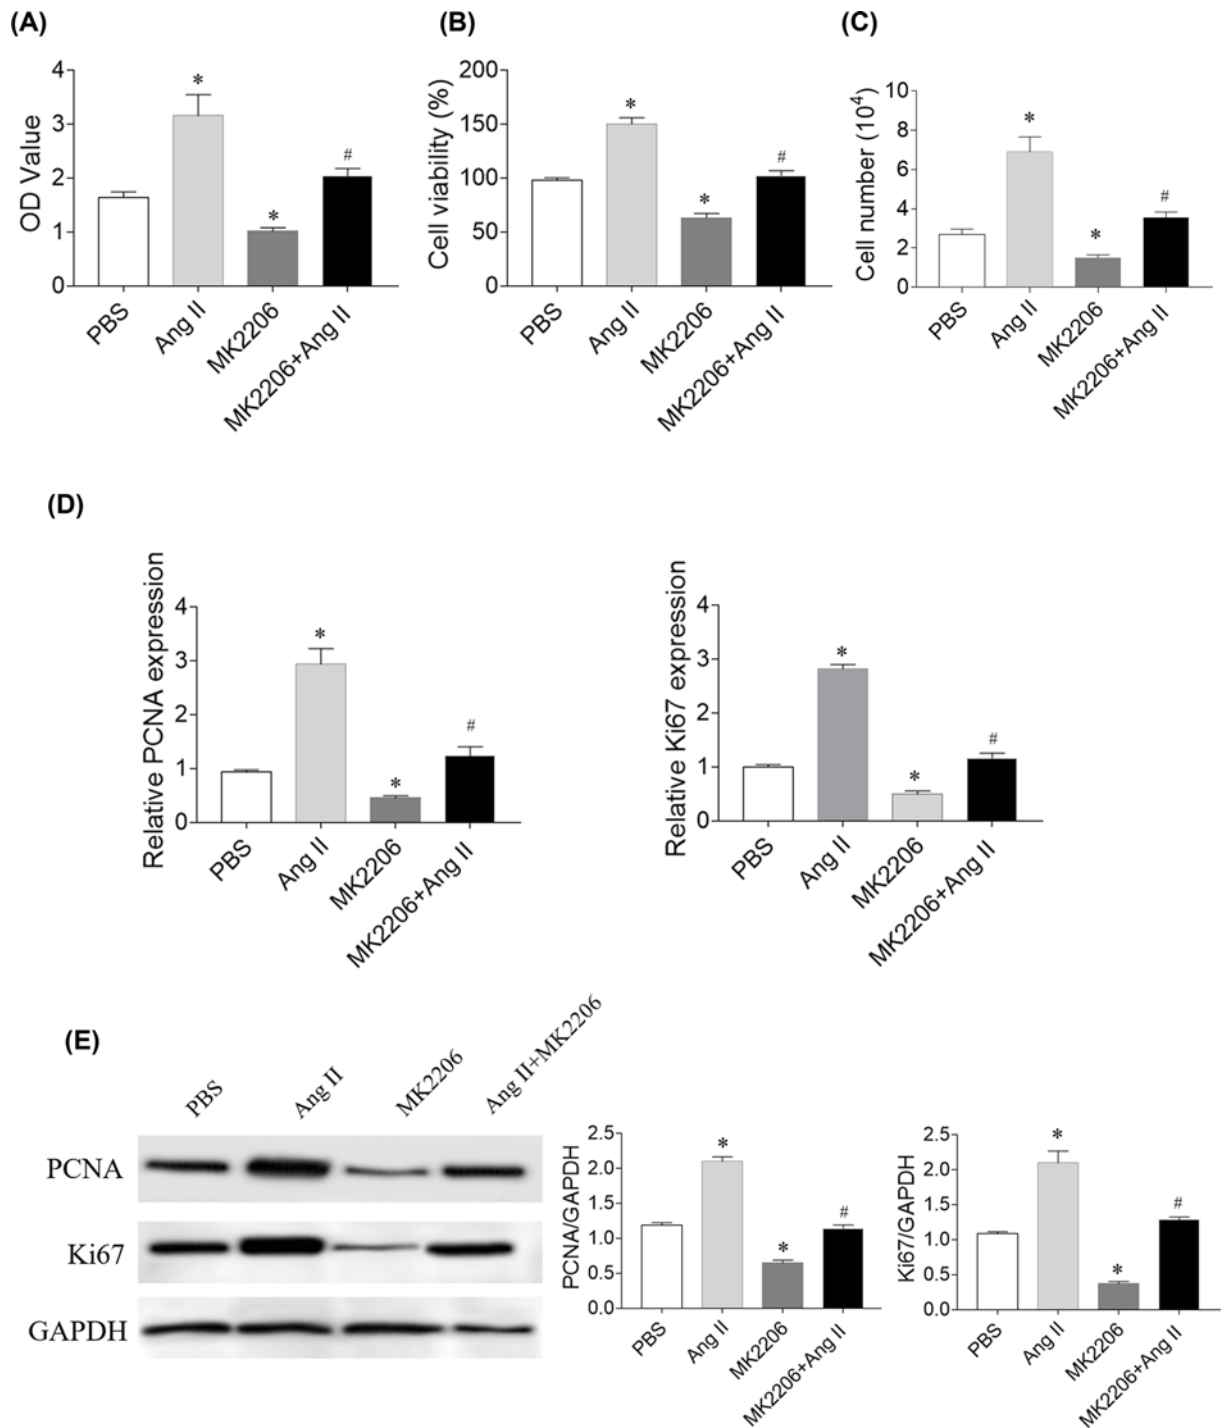 (A)
OD Value
4
3
2
1
0
*
*
#
PBS
Ang II
MK2206
MK2206+Ang II
(B)
Cell viability (%)
200
150
100
50
0
*
*
#
PBS
Ang II
MK2206
MK2206+Ang II
(C)
Cell number (10⁴)
10
8
6
4
2
0
*
*
#
PBS
Ang II
MK2206
MK2206+Ang II
(D)
Relative PCNA expression
4
3
2
1
0
*
*
#
PBS
Ang II
MK2206
MK2206+Ang II
Relative Ki67 expression
4
3
2
1
0
*
*
#
PBS
Ang II
MK2206
MK2206+Ang II
(E)
PBS
Ang II
MK2206
Ang II+MK2206
PCNA
Ki67
GAPDH
PCNA/GAPDH
2.5
2.0
1.5
1.0
0.5
0.0
*
*
#
PBS
Ang II
MK2206
MK2206+Ang II
Ki67/GAPDH
2.5
2.0
1.5
1.0
0.5
0.0
*
*
#
PBS
Ang II
MK2206
MK2206+Ang II